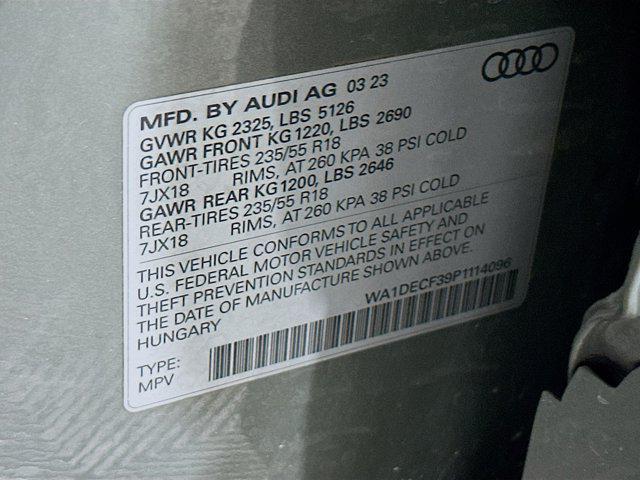 MFD. BY AUDI AG 03 23
GVWR KG 2325, LBS 5126
GAWR FRONT KG 1220, LBS 2690
FRONT-TIRES 235/55 R18
7JX18 RIMS, AT 260 KPA 38 PSI COLD
GAWR REAR KG 1200, LBS 2646
REAR-TIRES 235/55 R18
7JX18 RIMS, AT 260 KPA 38 PSI COLD
THIS VEHICLE CONFORMS TO ALL APPLICABLE
U.S. FEDERAL MOTOR VEHICLE SAFETY AND
THEFT PREVENTION STANDARDS IN EFFECT ON
THE DATE OF MANUFACTURE SHOWN ABOVE.
HUNGARY WA1DECF39P1114096
TYPE:
MPV